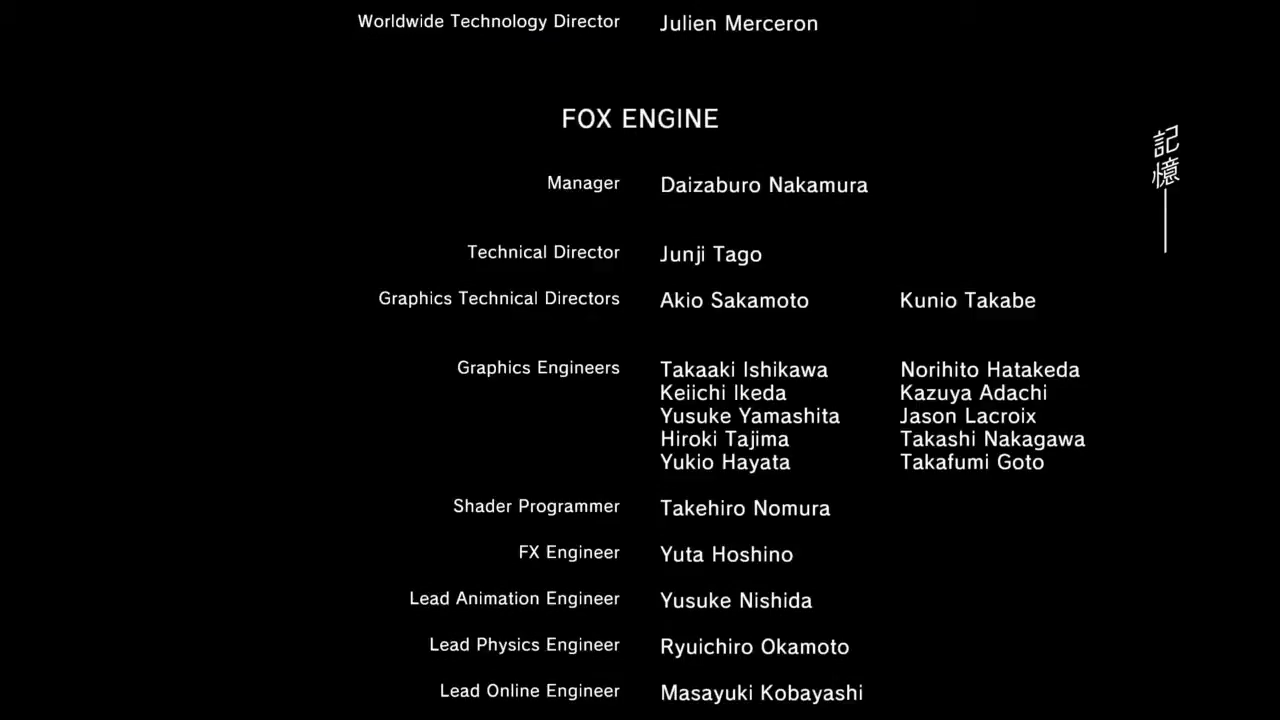 Worldwide Technology Director Julien Merceron
FOX ENGINE
Manager Daizaburo Nakamura
Technical Director Junji Tago
Graphics Technical Directors Akio Sakamoto Kunio Takabe
Graphics Engineers Takaaki Ishikawa Norihito Hatakeda
Keiichi Ikeda Kazuya Adachi
Yusuke Yamashita Jason Lacroix
Hiroki Tajima Takashi Nakagawa
Yukio Hayata Takafumi Goto
Shader Programmer Takehiro Nomura
FX Engineer Yuta Hoshino
Lead Animation Engineer Yusuke Nishida
Lead Physics Engineer Ryuichiro Okamoto
Lead Online Engineer Masayuki Kobayashi
記憶